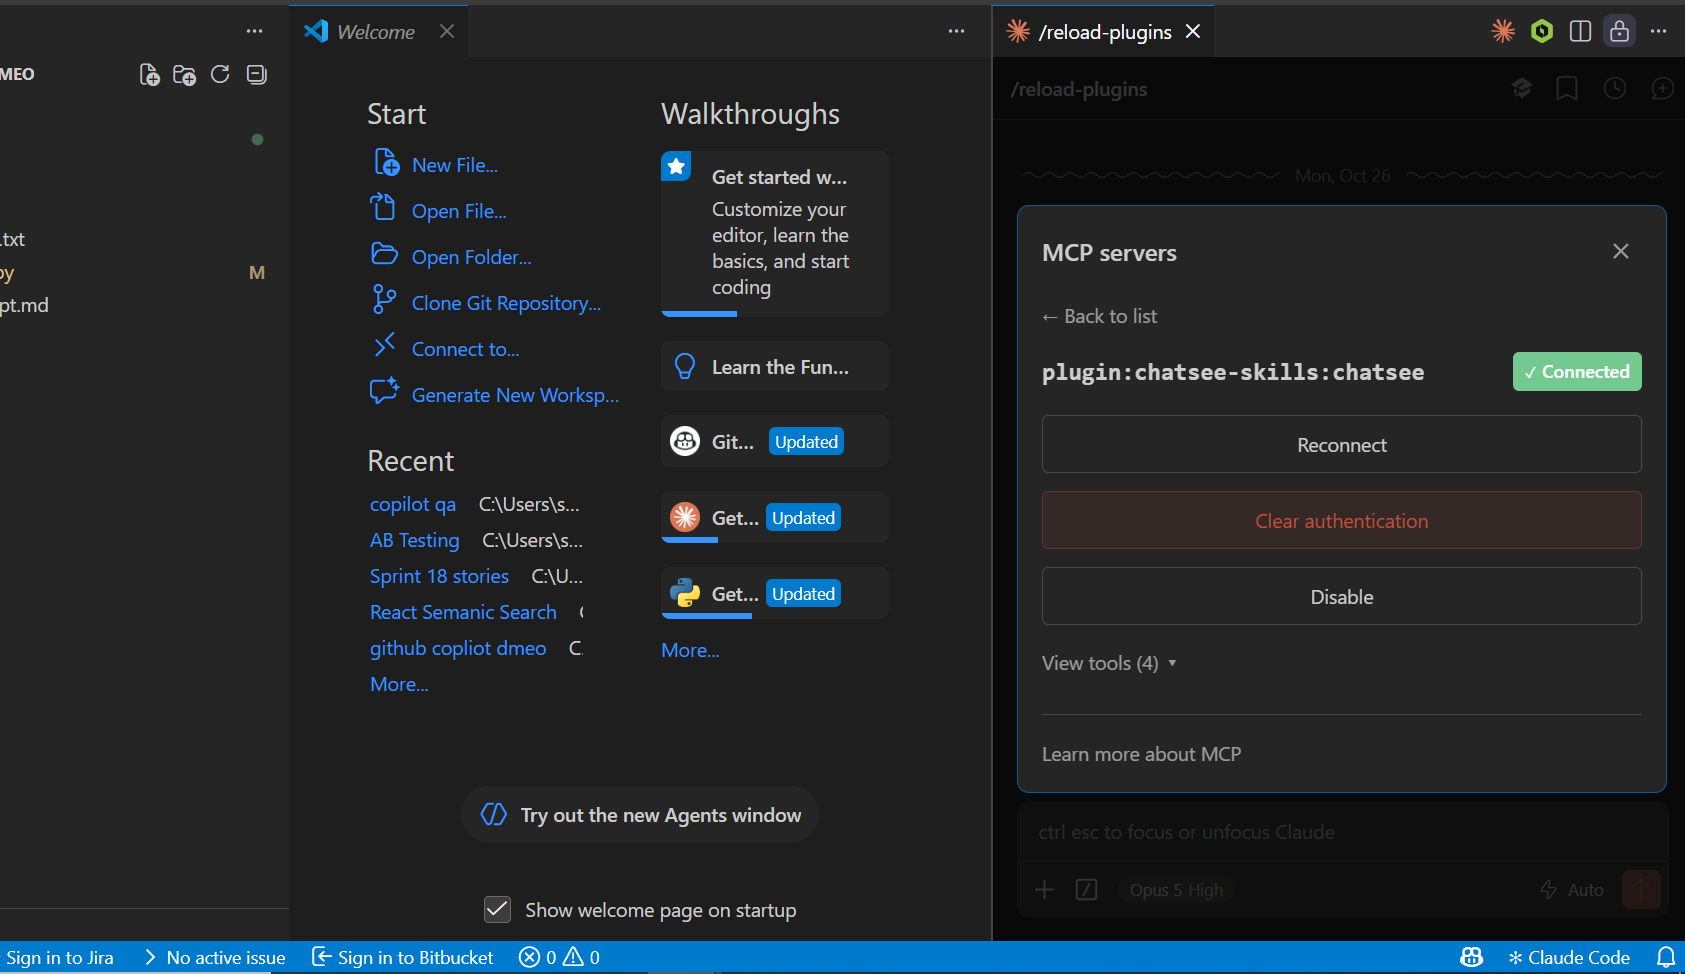 MEO
.txt
py
M
pt.md
Welcome
Start
New File...
Open File...
Open Folder...
Clone Git Repository...
Connect to...
Generate New Worksp...
Recent
copilot qa C:\Users\s...
AB Testing C:\Users\s...
Sprint 18 stories C:\U...
React Semantic Search
github copliot dmeo C.
More...
Walkthroughs
Get started w...
Customize your
editor, learn the
basics, and start
coding
Learn the Fun...
Git... Updated
Get... Updated
Get... Updated
More...
Try out the new Agents window
Show welcome page on startup
/reload-plugins
/reload-plugins
Mon, Oct 26
MCP servers
← Back to list
plugin:chatsee-skills:chatsee
✓ Connected
Reconnect
Clear authentication
Disable
View tools (4) ▾
Learn more about MCP
ctrl esc to focus or unfocus Claude
Opus 5 High
Auto
Sign in to Jira
No active issue
Sign in to Bitbucket
0
0
Claude Code